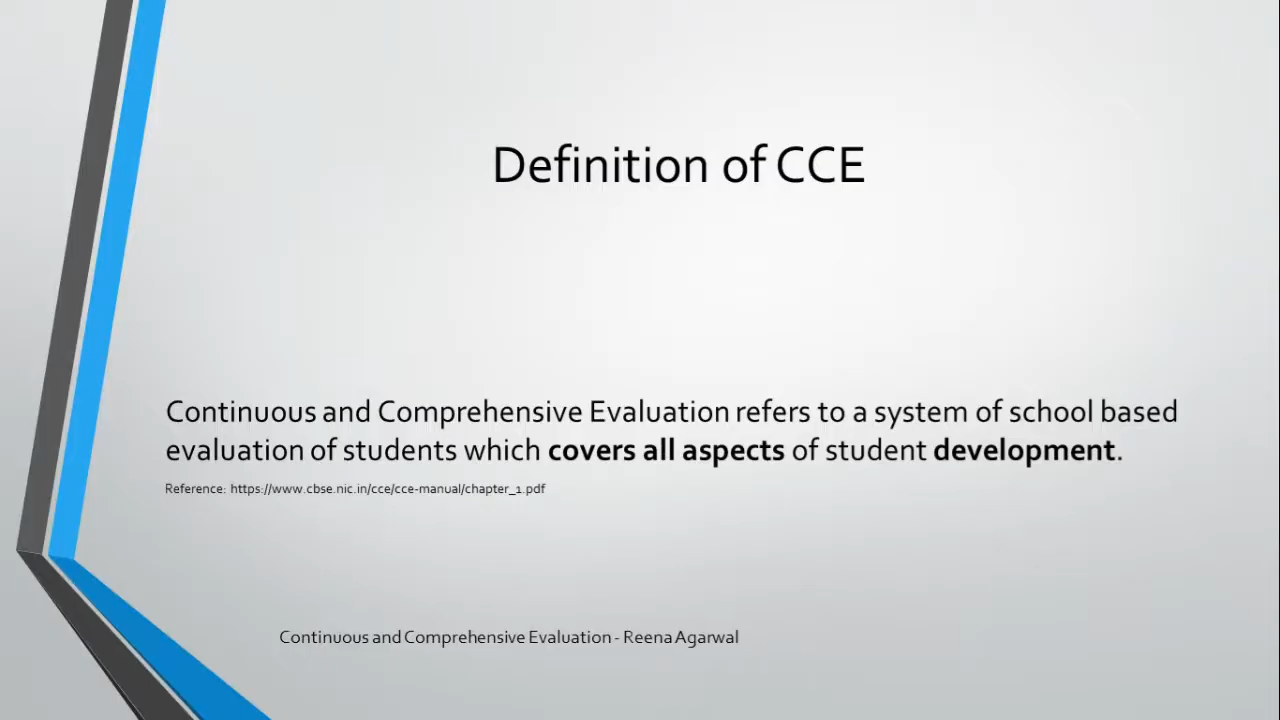 Definition of CCE
Continuous and Comprehensive Evaluation refers to a system of school based
evaluation of students which covers all aspects of student development.
Reference: https://www.cbse.nic.in/cce/cce-manual/chapter_1.pdf
Continuous and Comprehensive Evaluation - Reena Agarwal